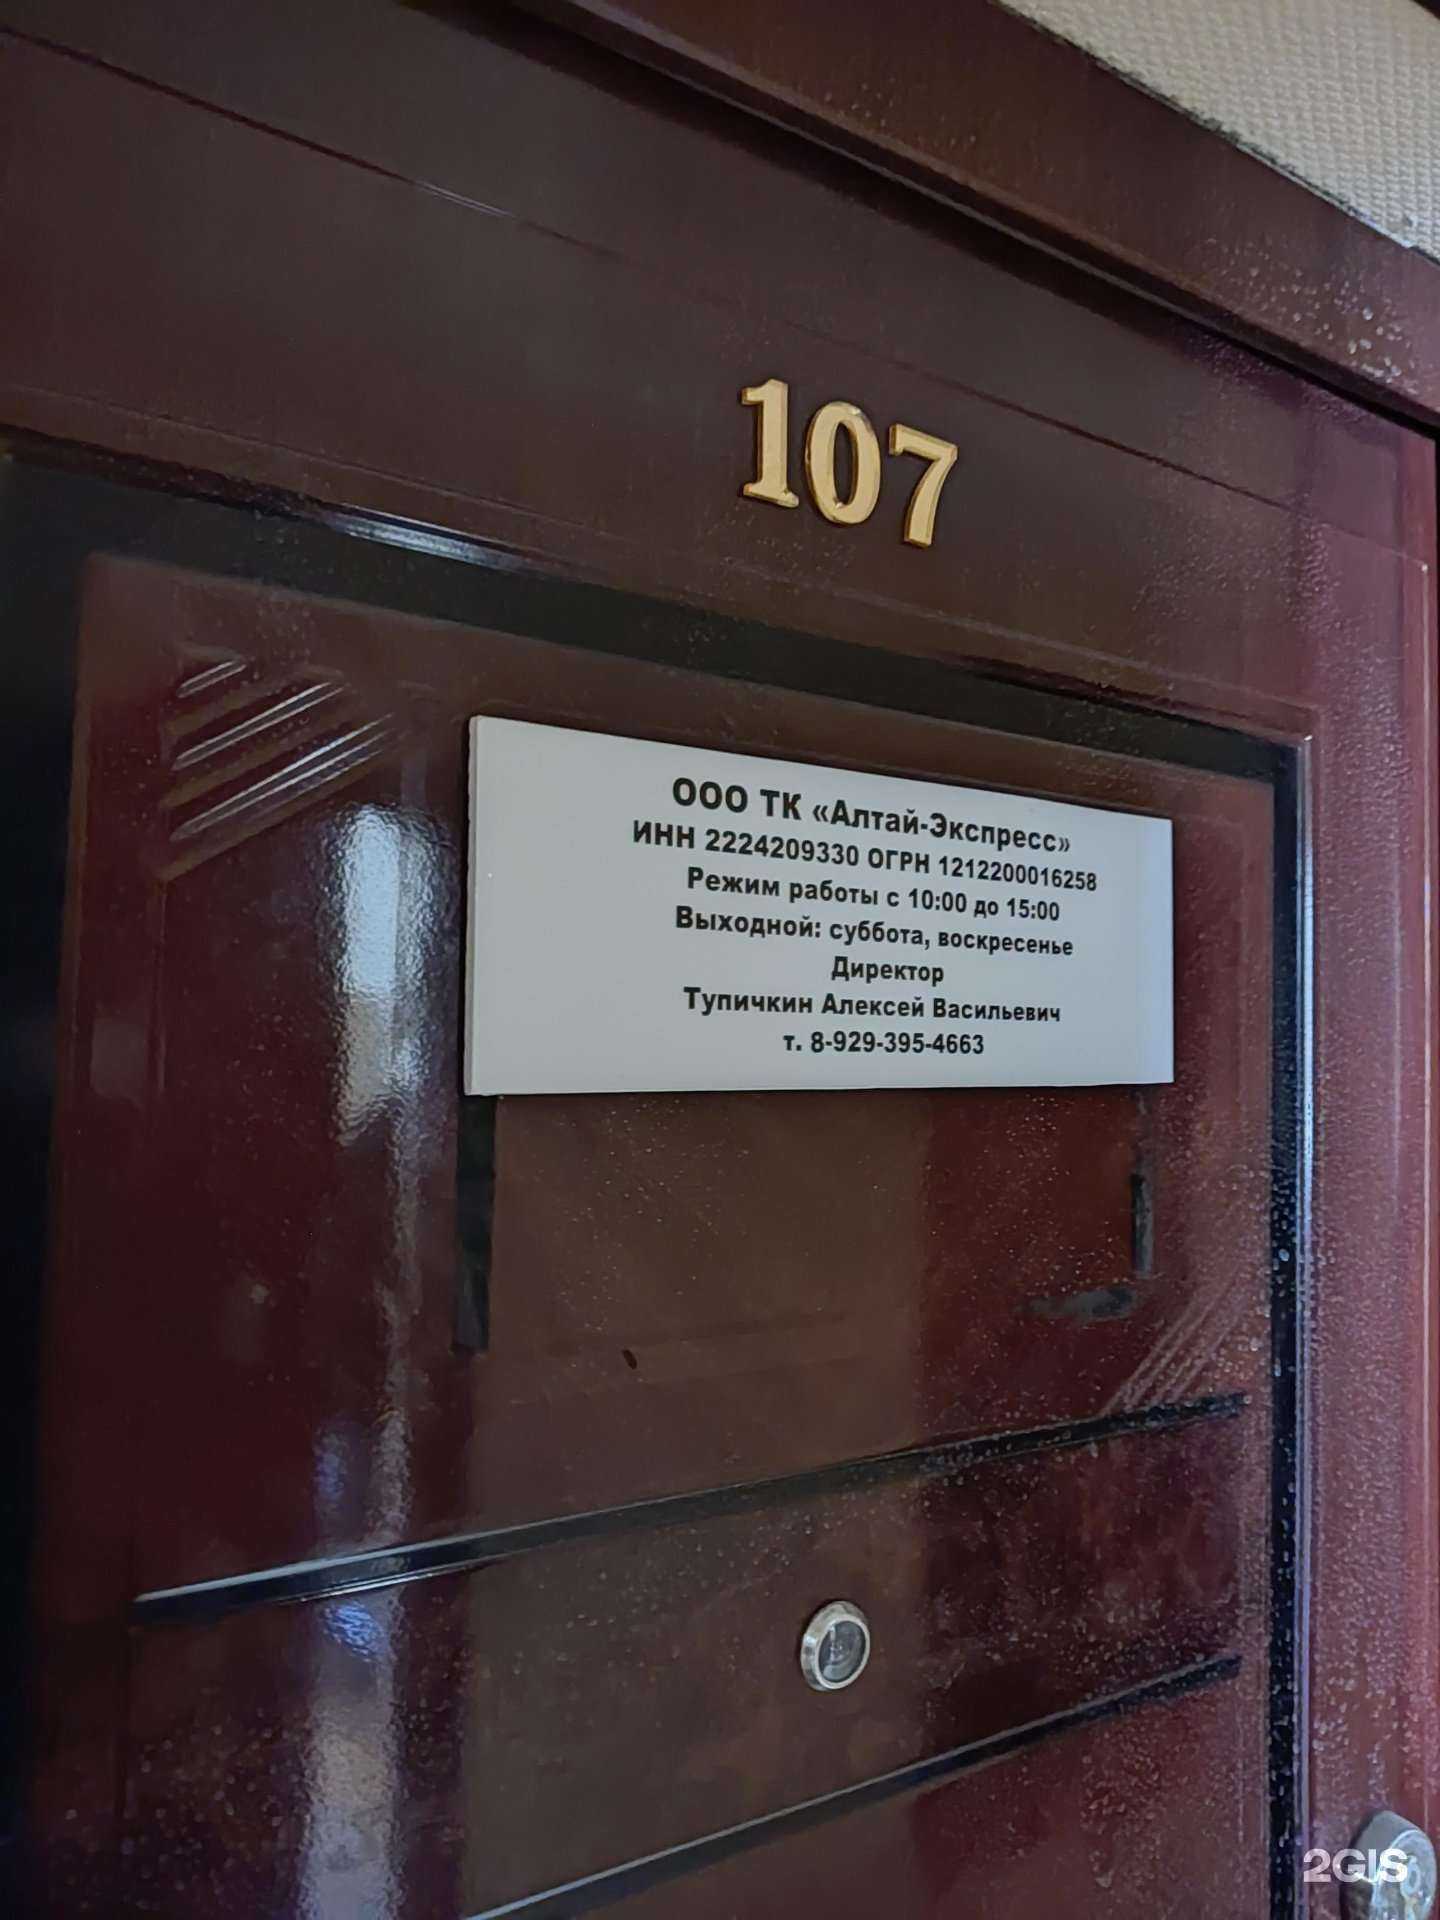 107
ООО ТК «Алтай-Экспресс»
ИНН 2224209330 ОГРН 1212200016258
Режим работы с 10:00 до 15:00
Выходной: суббота, воскресенье
Директор
Тупичкин Алексей Васильевич
т. 8-929-395-4663
2GIS